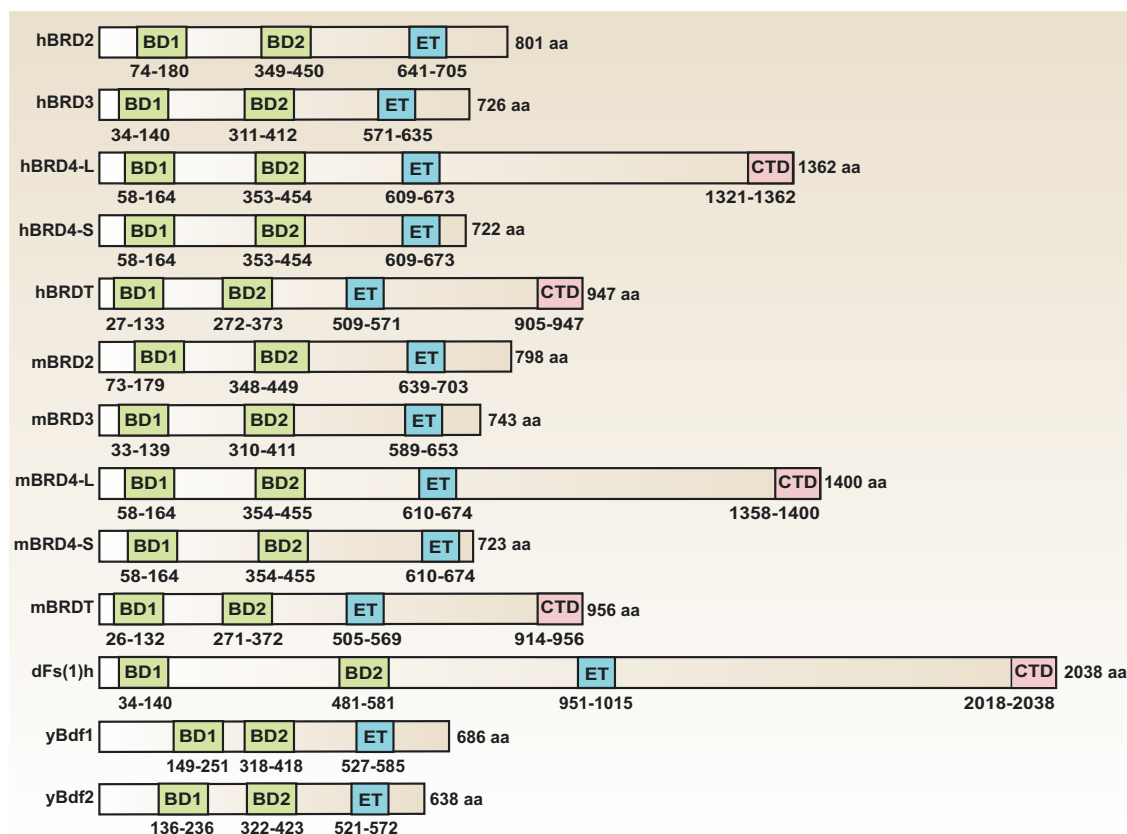 hBRD2 BD1 BD2 ET 801 aa
74-180 349-450 641-705
hBRD3 BD1 BD2 ET 726 aa
34-140 311-412 571-635
hBRD4-L BD1 BD2 ET CTD 1362 aa
58-164 353-454 609-673 1321-1362
hBRD4-S BD1 BD2 ET 722 aa
58-164 353-454 609-673
hBRDT BD1 BD2 ET CTD 947 aa
27-133 272-373 509-571 905-947
mBRD2 BD1 BD2 ET 798 aa
73-179 348-449 639-703
mBRD3 BD1 BD2 ET 743 aa
33-139 310-411 589-653
mBRD4-L BD1 BD2 ET CTD 1400 aa
58-164 354-455 610-674 1358-1400
mBRD4-S BD1 BD2 ET 723 aa
58-164 354-455 610-674
mBRDT BD1 BD2 ET CTD 956 aa
26-132 271-372 505-569 914-956
dFs(1)h BD1 BD2 ET CTD 2038 aa
34-140 481-581 951-1015 2018-2038
yBdf1 BD1 BD2 ET 686 aa
149-251 318-418 527-585
yBdf2 BD1 BD2 ET 638 aa
136-236 322-423 521-572